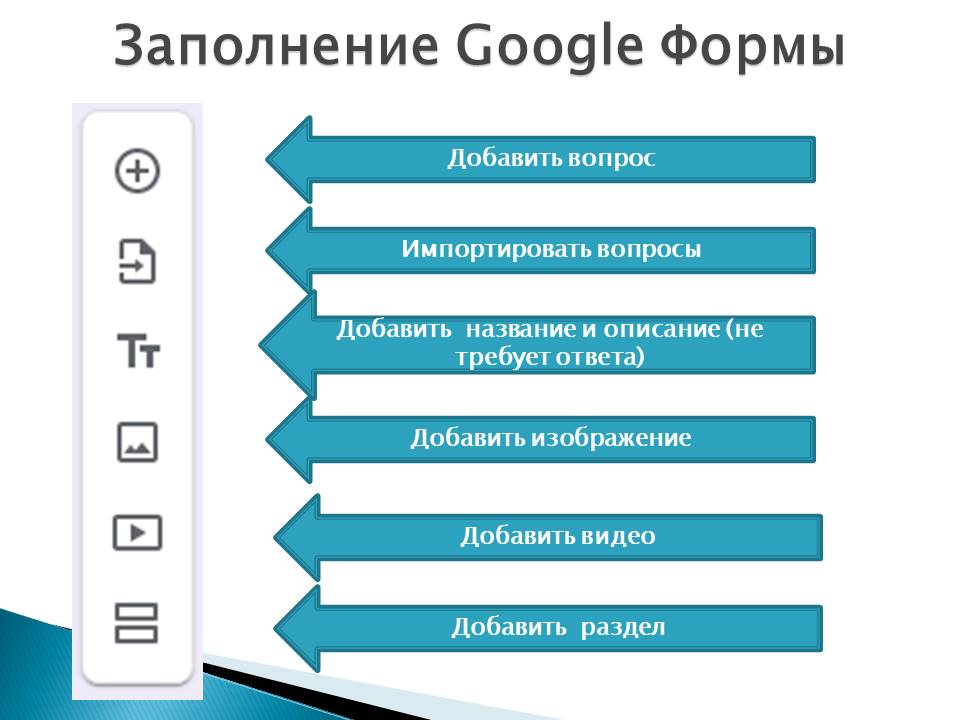 Заполнение Google Формы
Добавить вопрос
Импортировать вопросы
Добавить название и описание (не
требует ответа)
Добавить изображение
Добавить видео
Добавить раздел